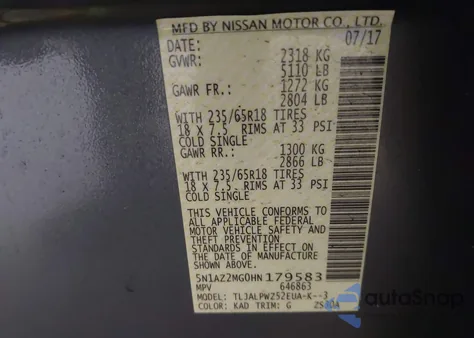 MFD BY NISSAN MOTOR CO., LTD.
DATE: 07/17
GVWR: 2318 KG
5110 LB
GAWR FR.: 1272 KG
2804 LB
WITH 235/65R18 TIRES
18 X 7.5 RIMS AT 33 PSI
COLD SINGLE
GAWR RR.: 1300 KG
2866 LB
WITH 235/65R18 TIRES
18 X 7.5 RIMS AT 33 PSI
COLD SINGLE
THIS VEHICLE CONFORMS TO
ALL APPLICABLE FEDERAL
MOTOR VEHICLE SAFETY AND
THEFT PREVENTION
STANDARDS IN EFFECT ON
THE DATE OF MANUFACTURE
SHOWN ABOVE.
5N1AZ2MG0HN179583
MPV 646863
MODEL: TLJALPWZ52EUA-K--3
COLOR: KAD TRIM: G
autoSnap